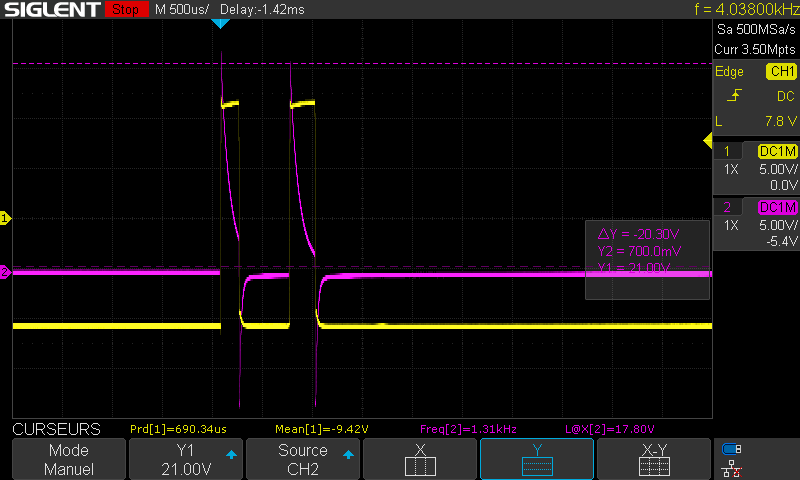 SIGLENT Stop M 500us/ Delay:-1.42ms f = 4.03800kHz
Sa 500MSa/s
Curr 3.50Mpts
Edge CH1
DC
L 7.8 V
1 DC1M
1X 5.00V/
0.0V
2 DC1M
1X 5.00V/
-5.4V
1
2
ΔY = -20.30V
Y2 = 700.0mV
Y1 = 21.00V
CURSEURS Prd[1]=690.34us Mean[1]=-9.42V Freq[2]=1.31kHz L@X[2]=17.80V
Mode Y1 Source X Y X-Y
Manuel 21.00V CH2